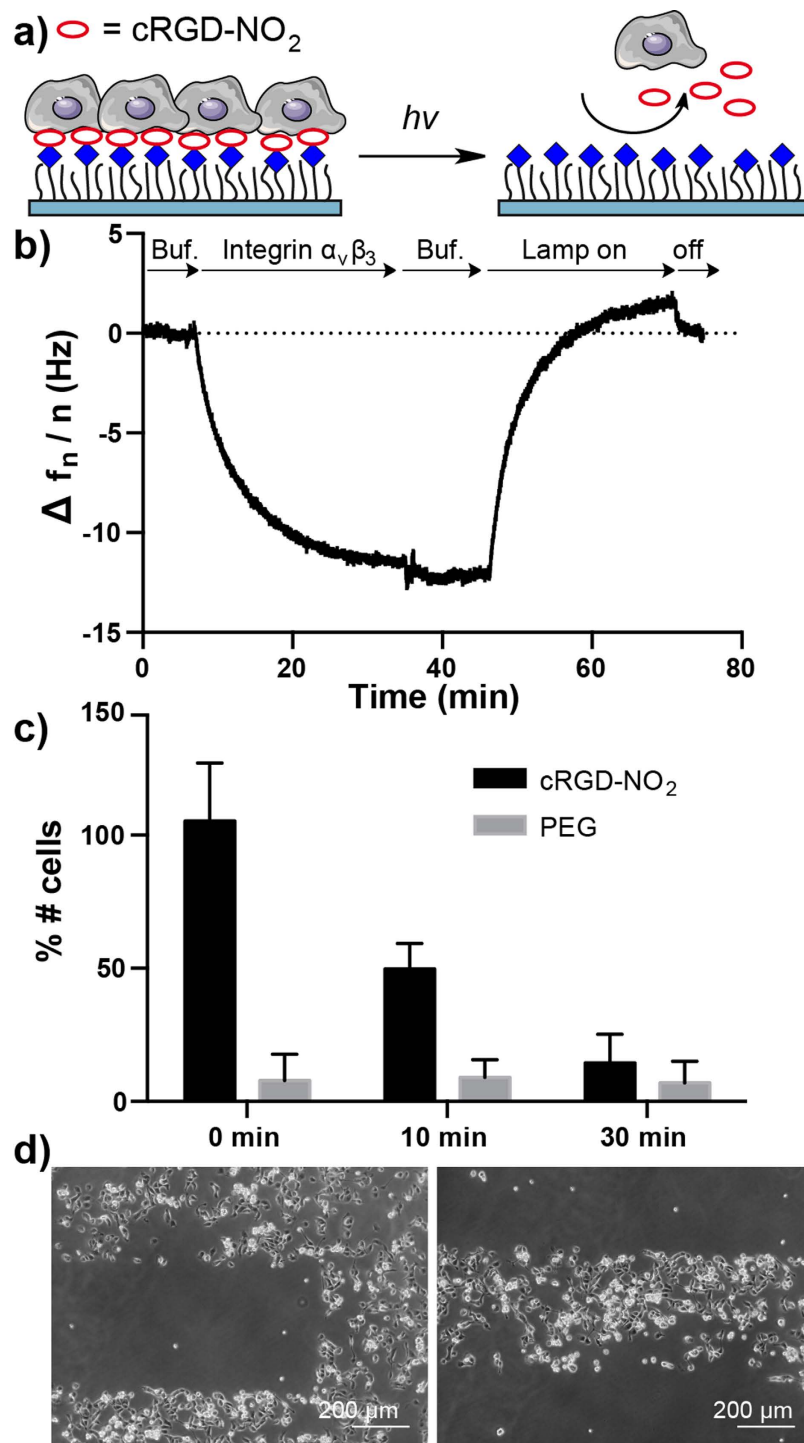 a) = cRGD-NO₂
hv
b)
Buf. Integrin αᵥβ₃ Buf. Lamp on off
5
0
-5
-10
-15
Δ fₙ / n (Hz)
0 20 40 60 80
Time (min)
c)
150
100
50
0
% # cells
cRGD-NO₂
PEG
0 min 10 min 30 min
d)
200 µm 200 µm